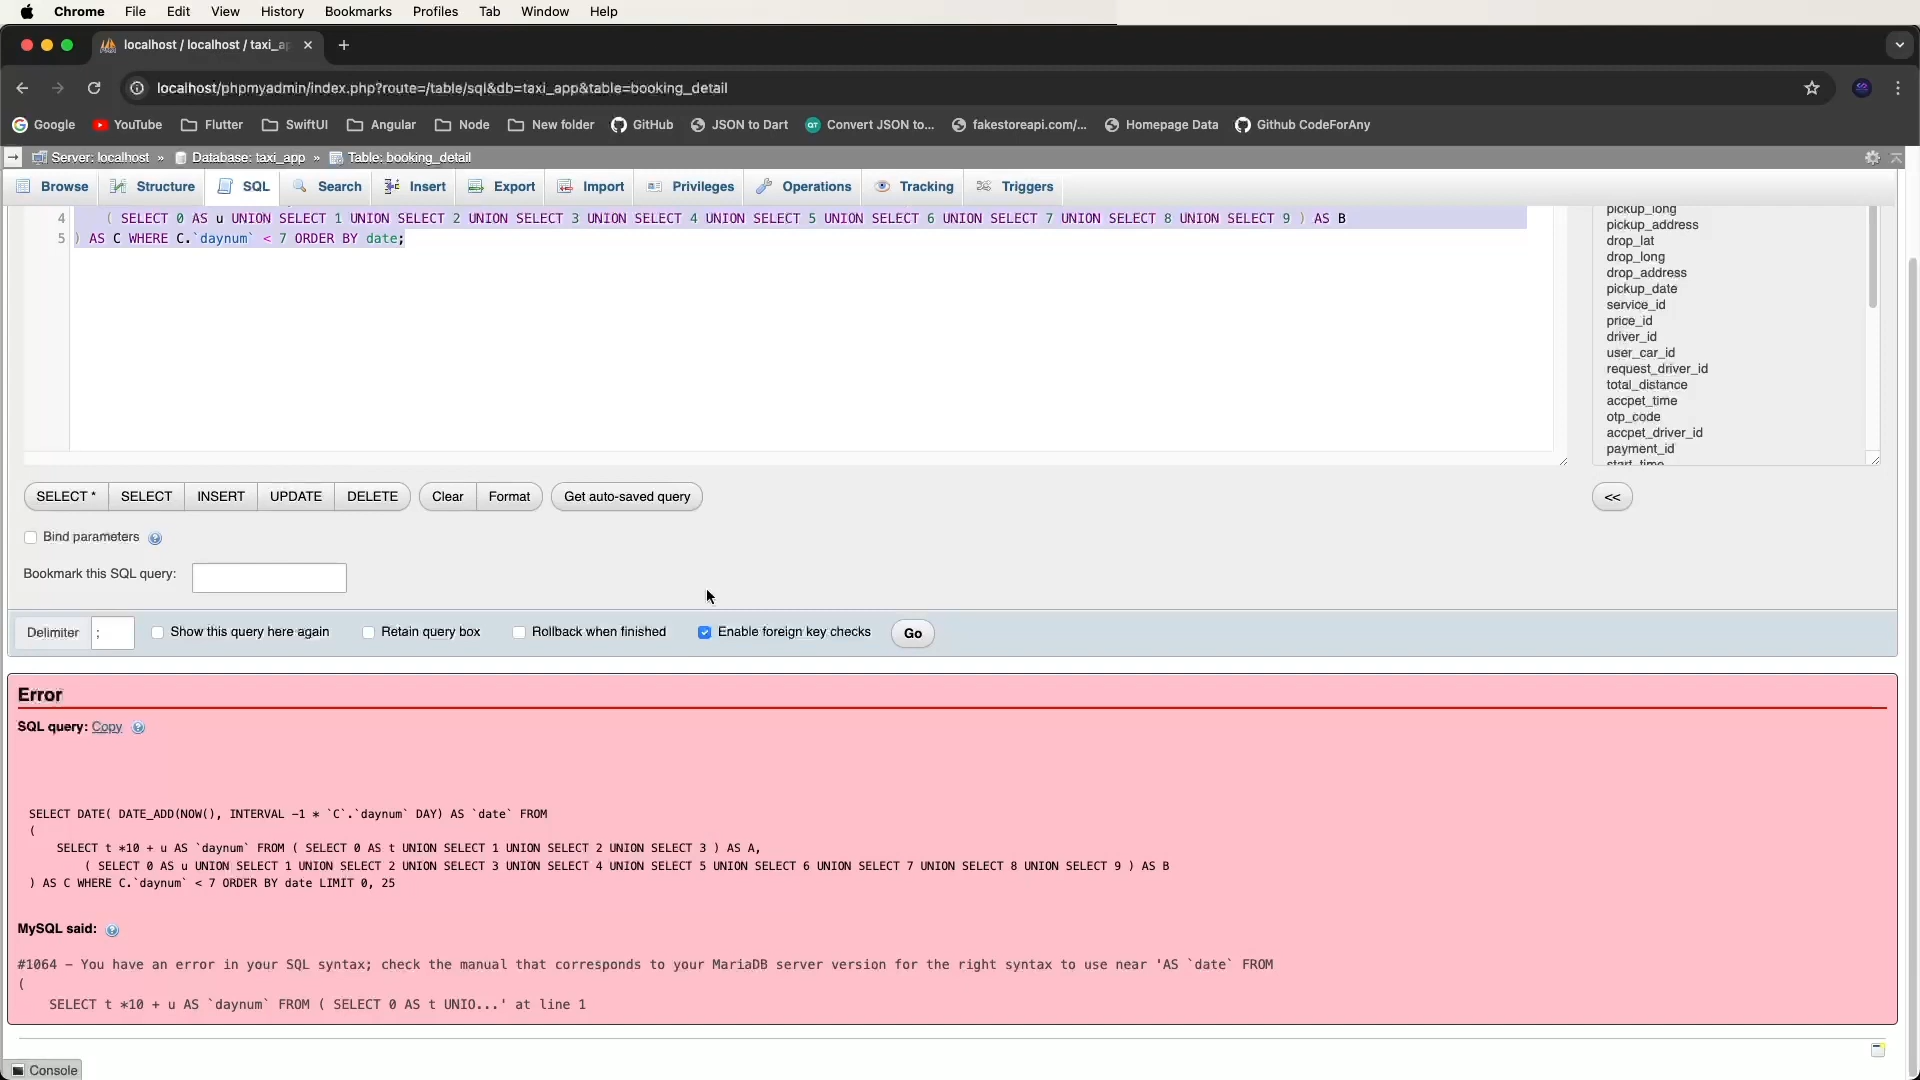 Chrome File Edit View History Bookmarks Profiles Tab Window Help
localhost / localhost / taxi_ap
localhost/phpmyadmin/index.php?route=/table/sql&db=taxi_app&table=booking_detail
Google YouTube Flutter SwiftUI Angular Node New folder GitHub JSON to Dart Convert JSON to... fakestoreapi.com/... Homepage Data Github CodeForAny
Server: localhost » Database: taxi_app » Table: booking_detail
Browse Structure SQL Search Insert Export Import Privileges Operations Tracking Triggers
4 ( SELECT 0 AS u UNION SELECT 1 UNION SELECT 2 UNION SELECT 3 UNION SELECT 4 UNION SELECT 5 UNION SELECT 6 UNION SELECT 7 UNION SELECT 8 UNION SELECT 9 ) AS B
5 ) AS C WHERE C.`daynum` < 7 ORDER BY date;
pickup_long
pickup_address
drop_lat
drop_long
drop_address
pickup_date
service_id
price_id
driver_id
user_car_id
request_driver_id
total_distance
accpet_time
otp_code
accpet_driver_id
payment_id
start_time
SELECT * SELECT INSERT UPDATE DELETE Clear Format Get auto-saved query <<
Bind parameters
Bookmark this SQL query:
Delimiter ; Show this query here again Retain query box Rollback when finished Enable foreign key checks Go
Error
SQL query: Copy
SELECT DATE( DATE_ADD(NOW(), INTERVAL -1 * `C`.`daynum` DAY) AS `date` FROM
(
SELECT t *10 + u AS `daynum` FROM ( SELECT 0 AS t UNION SELECT 1 UNION SELECT 2 UNION SELECT 3 ) AS A,
( SELECT 0 AS u UNION SELECT 1 UNION SELECT 2 UNION SELECT 3 UNION SELECT 4 UNION SELECT 5 UNION SELECT 6 UNION SELECT 7 UNION SELECT 8 UNION SELECT 9 ) AS B
) AS C WHERE C.`daynum` < 7 ORDER BY date LIMIT 0, 25
MySQL said:
#1064 - You have an error in your SQL syntax; check the manual that corresponds to your MariaDB server version for the right syntax to use near 'AS `date` FROM
(
SELECT t *10 + u AS `daynum` FROM ( SELECT 0 AS t UNIO...' at line 1
Console